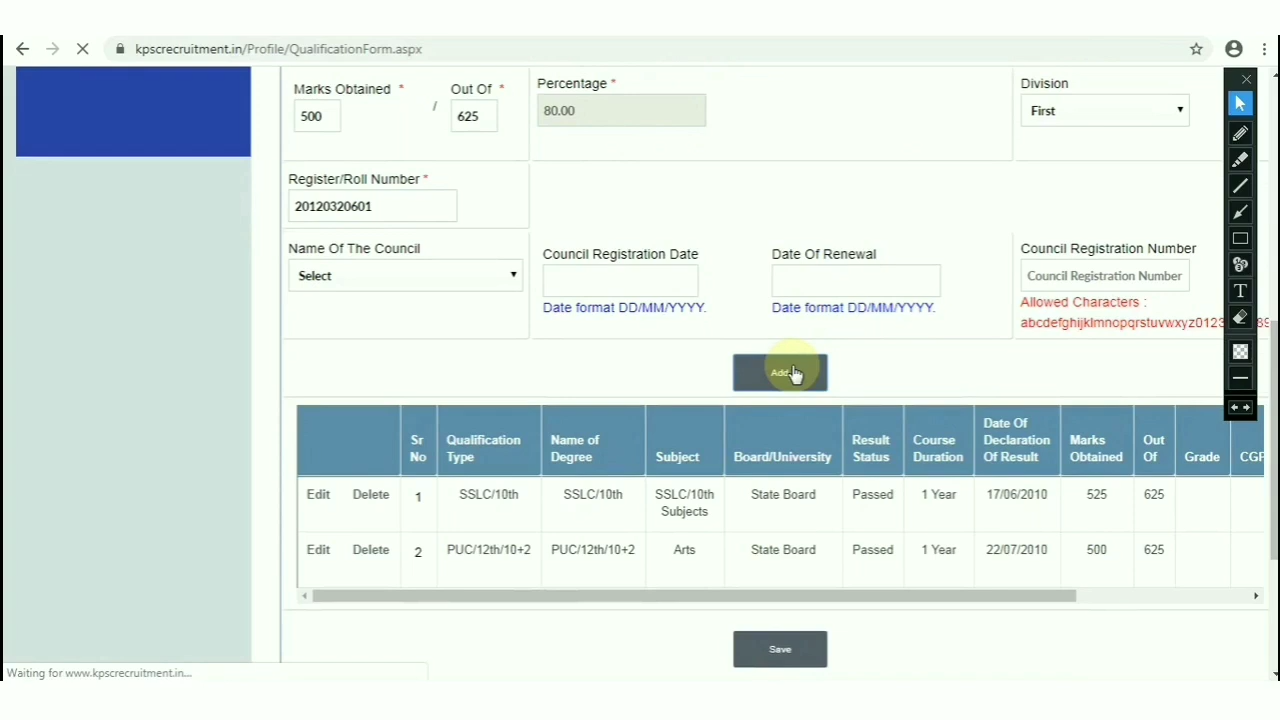 kpscrecruitment.in/Profile/QualificationForm.aspx
Marks Obtained * Out Of * Percentage * Division
500 / 625 80.00 First
Register/Roll Number *
20120320601
Name Of The Council Council Registration Date Date Of Renewal Council Registration Number
Select Council Registration Number
Date format DD/MM/YYYY. Date format DD/MM/YYYY. Allowed Characters :
abcdefghijklmnopqrstuvwxyz0123 89
Add
Sr No Qualification Type Name of Degree Subject Board/University Result Status Course Duration Date Of Declaration Of Result Marks Obtained Out Of Grade CGP
Edit Delete 1 SSLC/10th SSLC/10th SSLC/10th Subjects State Board Passed 1 Year 17/06/2010 525 625
Edit Delete 2 PUC/12th/10+2 PUC/12th/10+2 Arts State Board Passed 1 Year 22/07/2010 500 625
Save
Waiting for www.kpscrecruitment.in...